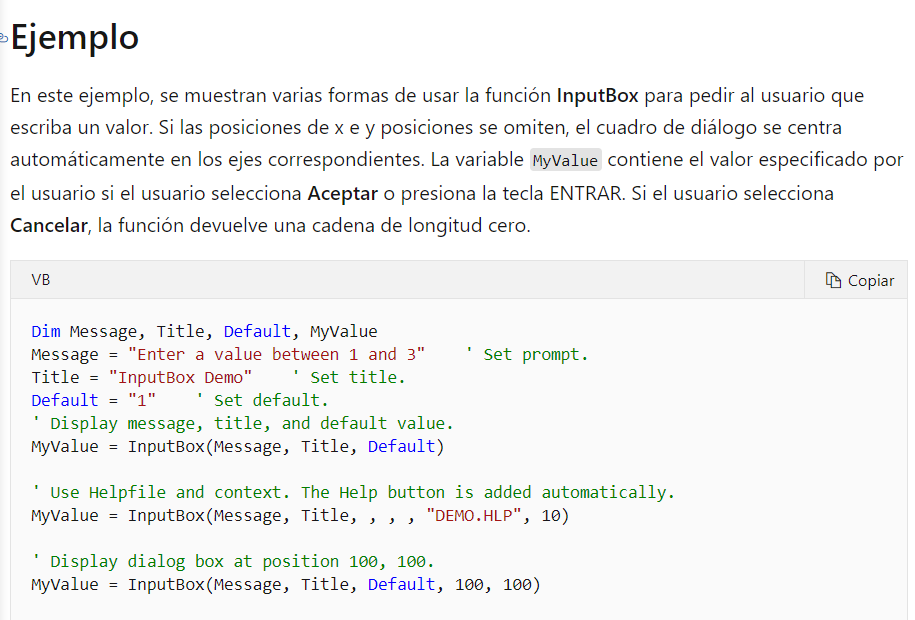 Ejemplo
En este ejemplo, se muestran varias formas de usar la función InputBox para pedir al usuario que
escriba un valor. Si las posiciones de x e y posiciones se omiten, el cuadro de diálogo se centra
automáticamente en los ejes correspondientes. La variable MyValue contiene el valor especificado por
el usuario si el usuario selecciona Aceptar o presiona la tecla ENTRAR. Si el usuario selecciona
Cancelar, la función devuelve una cadena de longitud cero.
VB Copiar
Dim Message, Title, Default, MyValue
Message = "Enter a value between 1 and 3"    ' Set prompt.
Title = "InputBox Demo"    ' Set title.
Default = "1"    ' Set default.
' Display message, title, and default value.
MyValue = InputBox(Message, Title, Default)
' Use Helpfile and context. The Help button is added automatically.
MyValue = InputBox(Message, Title, , , , "DEMO.HLP", 10)
' Display dialog box at position 100, 100.
MyValue = InputBox(Message, Title, Default, 100, 100)